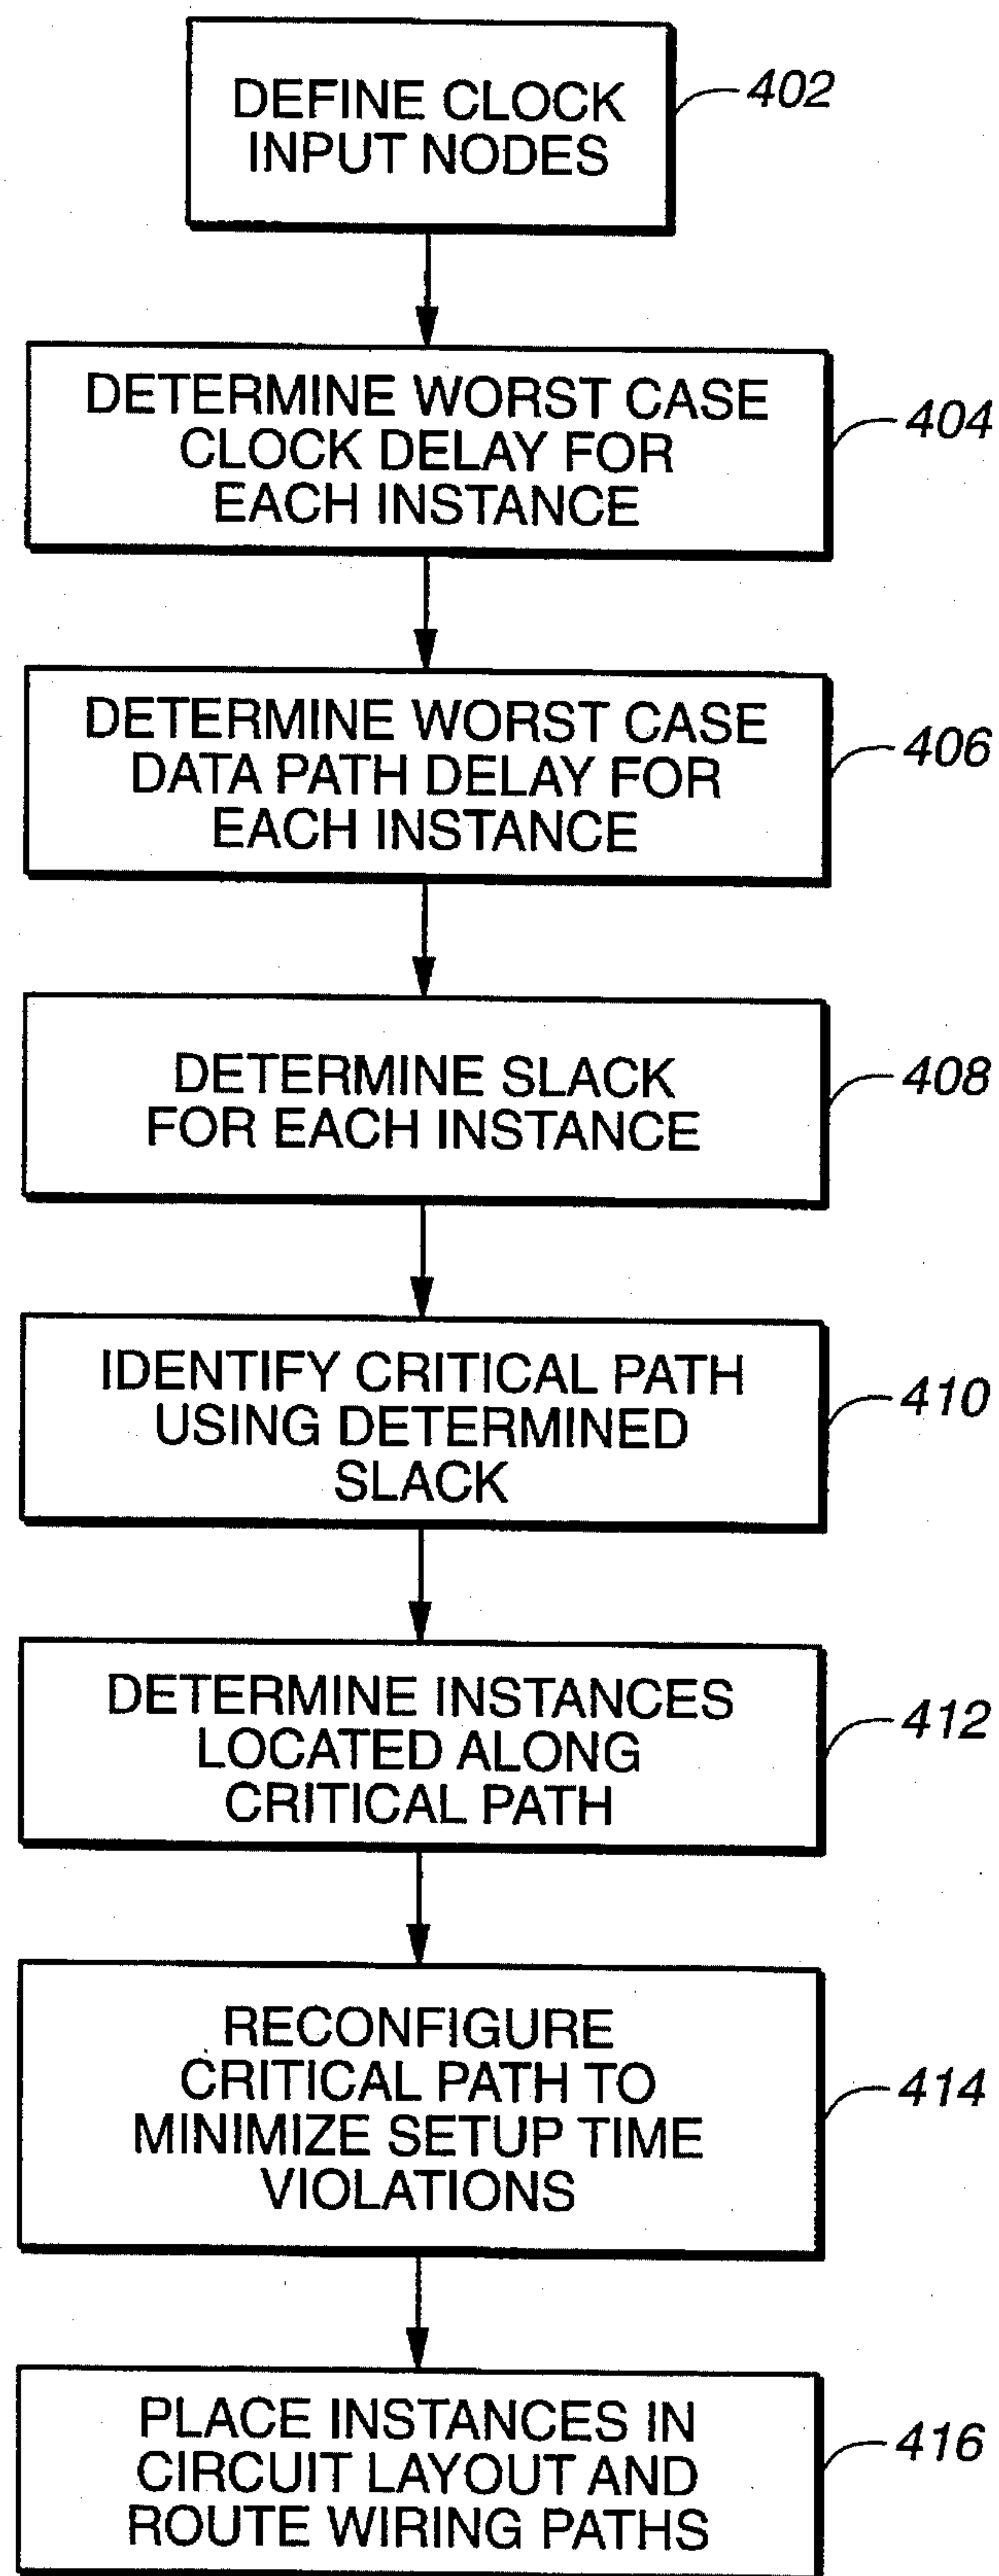 DEFINE CLOCK
INPUT NODES
402
DETERMINE WORST CASE
CLOCK DELAY FOR
EACH INSTANCE
404
DETERMINE WORST CASE
DATA PATH DELAY FOR
EACH INSTANCE
406
DETERMINE SLACK
FOR EACH INSTANCE
408
IDENTIFY CRITICAL PATH
USING DETERMINED
SLACK
410
DETERMINE INSTANCES
LOCATED ALONG
CRITICAL PATH
412
RECONFIGURE
CRITICAL PATH TO
MINIMIZE SETUP TIME
VIOLATIONS
414
PLACE INSTANCES IN
CIRCUIT LAYOUT AND
ROUTE WIRING PATHS
416